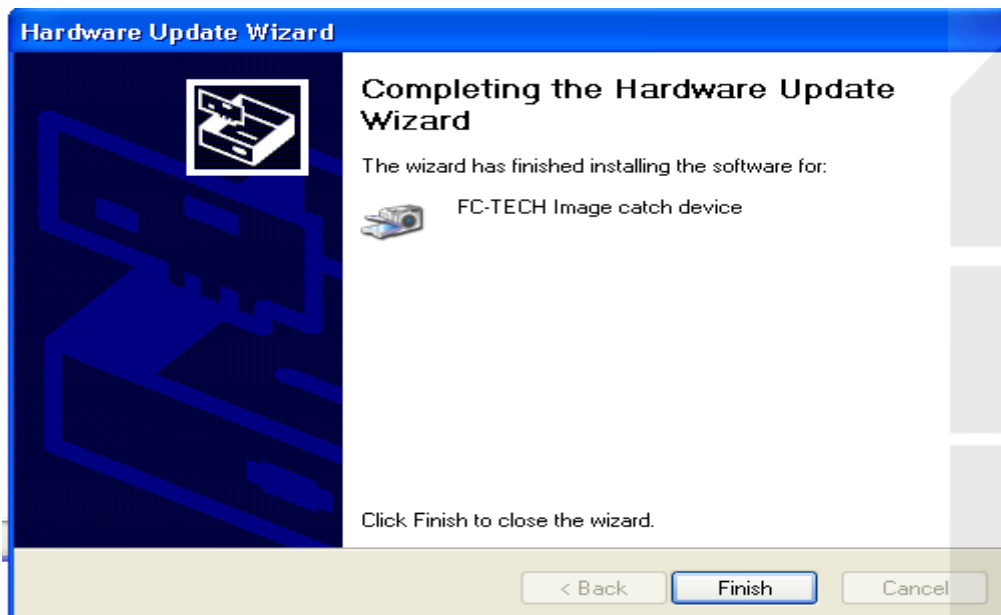 Hardware Update Wizard
Completing the Hardware Update
Wizard
The wizard has finished installing the software for:
FC-TECH Image catch device
Click Finish to close the wizard.
< Back
Finish
Cancel